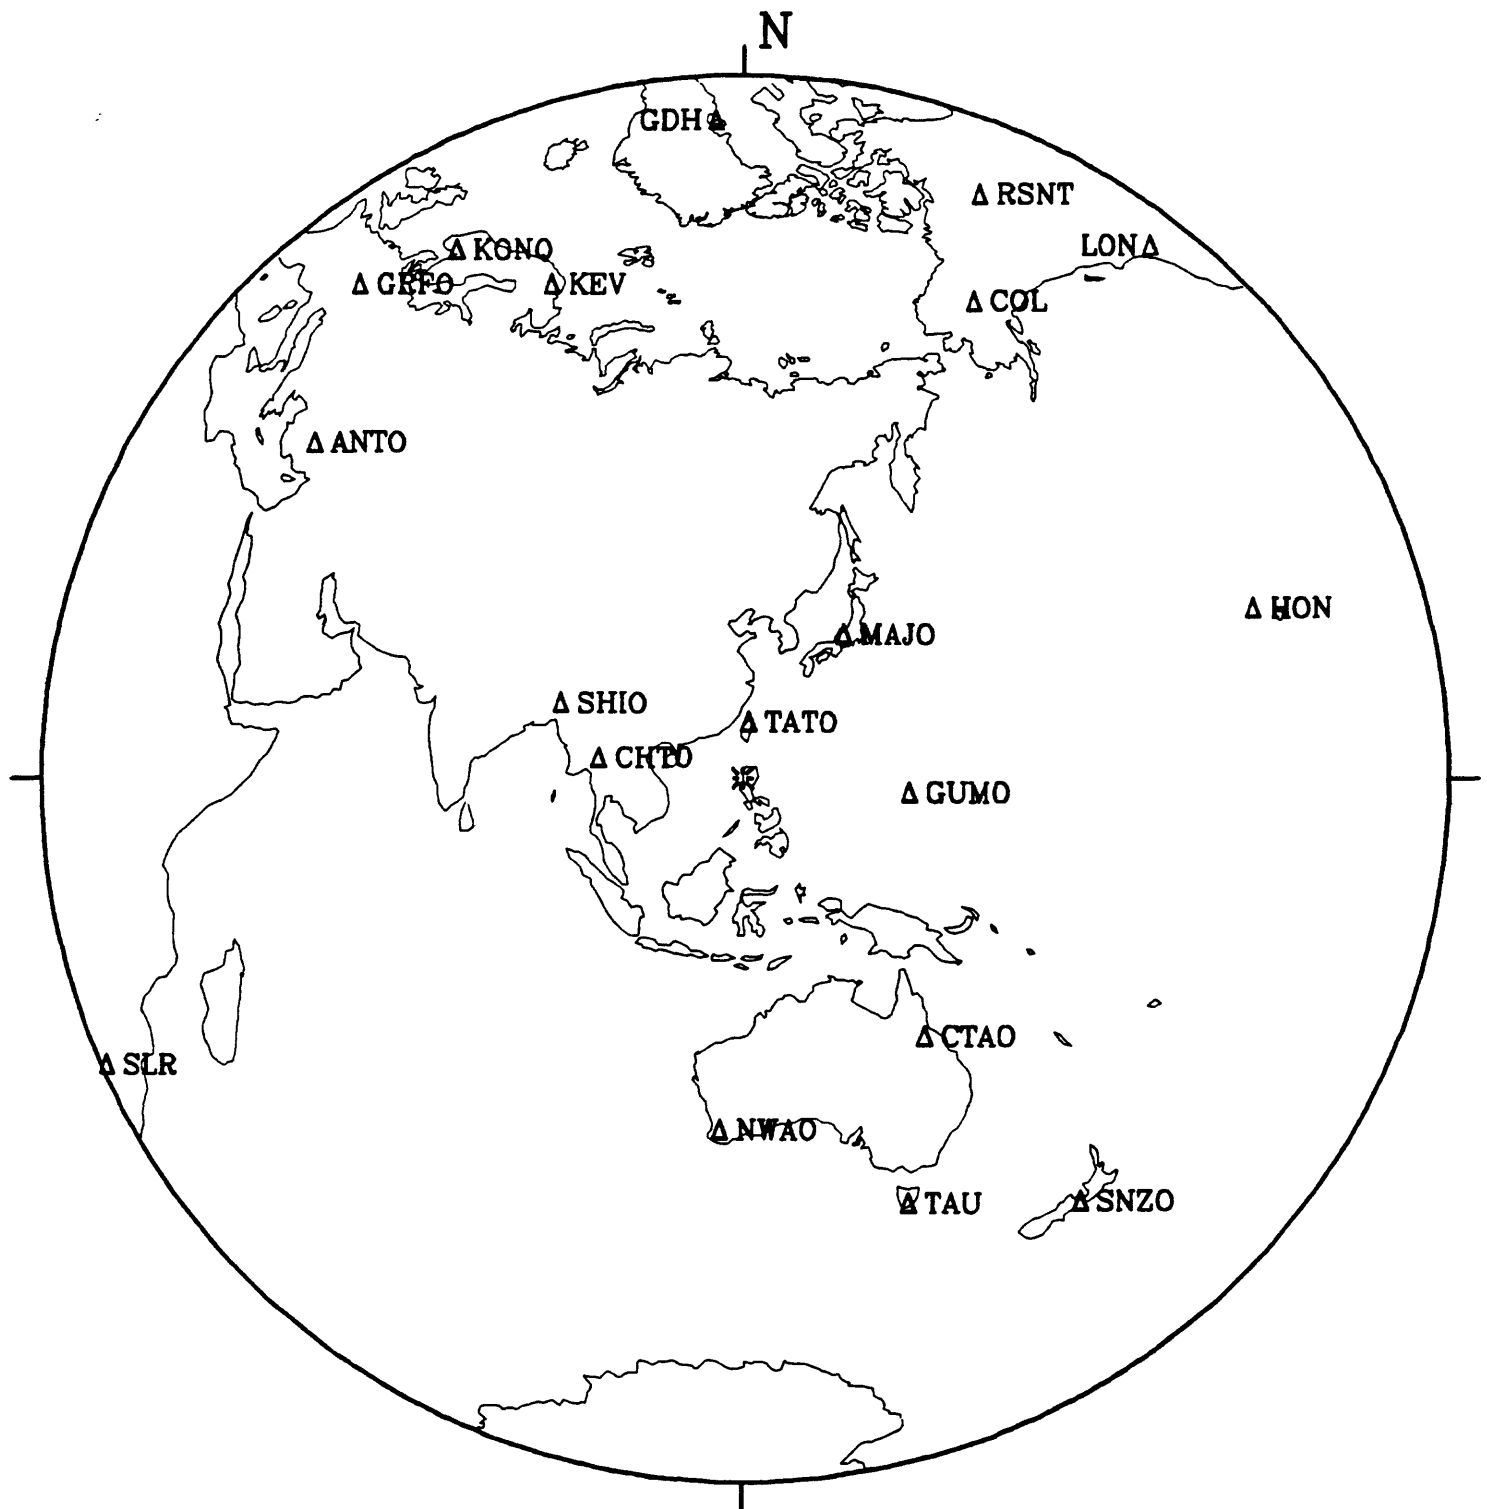 N
GDH
RSNT
LON
KONO
GRFO
KEV
COL
ANTO
HON
MAJO
SHIO
TATO
CHTO
GUMO
CTAO
SLR
NWAO
TAU
SNZO